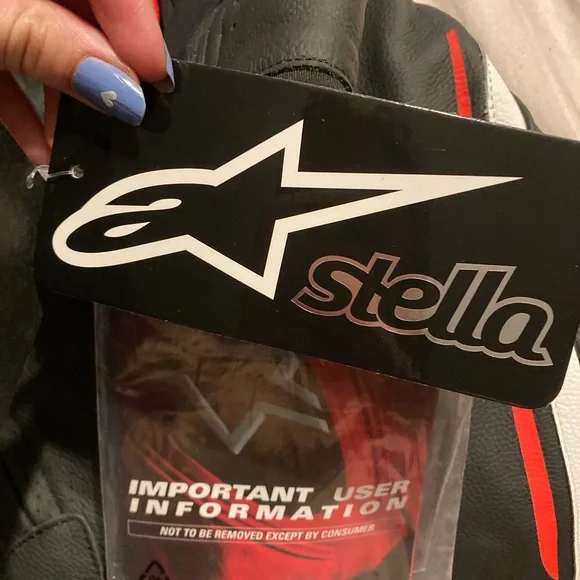 stella
IMPORTANT USER
INFORMATION
NOT TO BE REMOVED EXCEPT BY CONSUMER